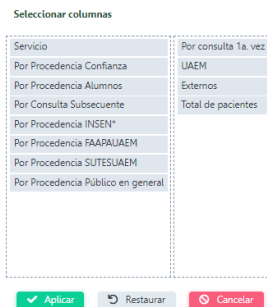 Seleccionar columnas
Servicio
Por Procedencia Confianza
Por Procedencia Alumnos
Por Consulta Subsecuente
Por Procedencia INSEN*
Por Procedencia FAAPAUAEM
Por Procedencia SUTESUAEM
Por Procedencia Público en general
Por consulta 1a. vez
UAEM
Externos
Total de pacientes
Aplicar
Restaurar
Cancelar